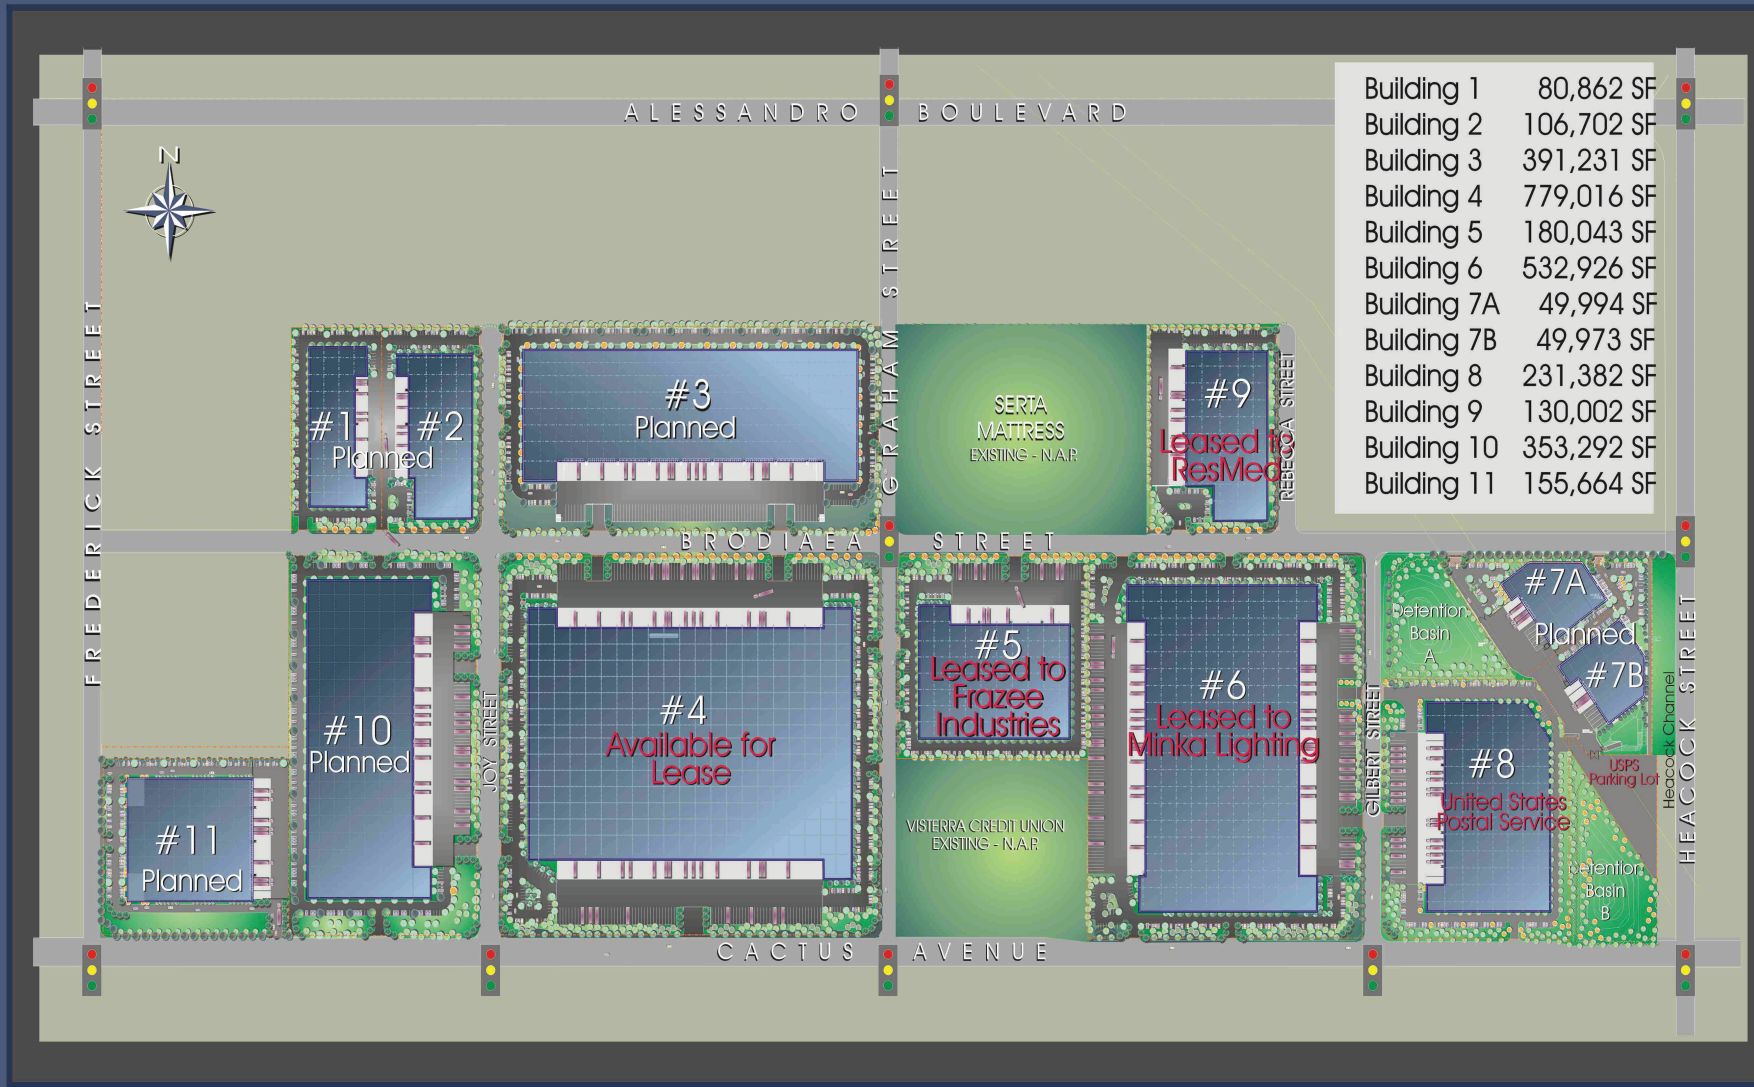 ALESSANDRO BOULEVARD
N
Building 1 80,862 SF
Building 2 106,702 SF
Building 3 391,231 SF
Building 4 779,016 SF
Building 5 180,043 SF
Building 6 532,926 SF
Building 7A 49,994 SF
Building 7B 49,973 SF
Building 8 231,382 SF
Building 9 130,002 SF
Building 10 353,292 SF
Building 11 155,664 SF
FREDERICK STREET
GRAHAM STREET
#1
#2
Planned
#3
Planned
SERTA
MATTRESS
EXISTING - N.A.P.
#9
Leased to
ResMed
REBECCA STREET
BRODIAEA STREET
#10
Planned
JOY STREET
#11
Planned
#4
Available for
Lease
#5
Leased to
Frazee
Industries
VISTERRA CREDIT UNION
EXISTING - N.A.P.
#6
Leased to
Minka Lighting
GILBERT STREET
Detention
Basin
A
#7A
Planned
#7B
#8
United States
Postal Service
USPS
Parking Lot
Detention
Basin
B
Heacock Channel
HEACOCK STREET
CACTUS AVENUE